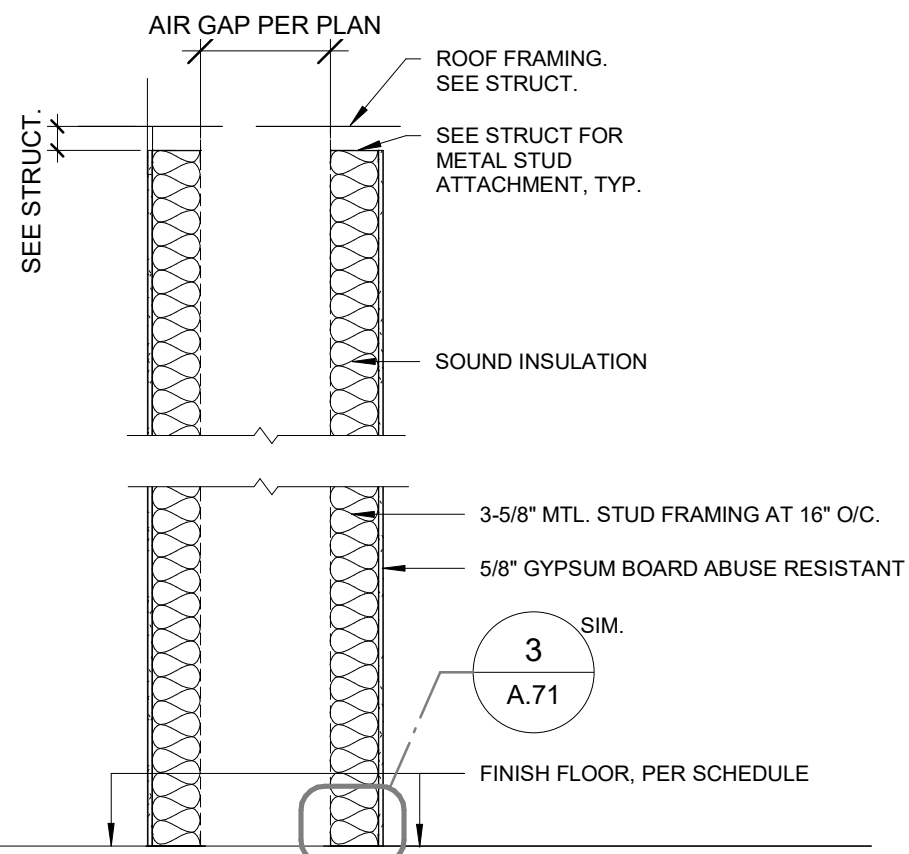 AIR GAP PER PLAN
ROOF FRAMING.
SEE STRUCT.
SEE STRUCT.
SEE STRUCT FOR
METAL STUD
ATTACHMENT, TYP.
SOUND INSULATION
3-5/8" MTL. STUD FRAMING AT 16" O/C.
5/8" GYPSUM BOARD ABUSE RESISTANT
SIM.
3
A.71
FINISH FLOOR, PER SCHEDULE